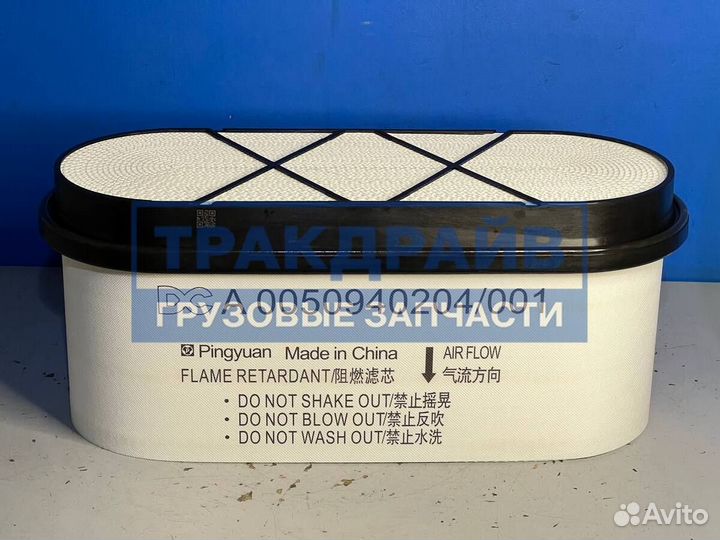 ТРАКДРАЙВ
DC A 0050940204/001
ГРУЗОВЫЕ ЗАПЧАСТИ
Pingyuan Made in China
AIR FLOW
FLAME RETARDANT/阻燃滤芯
气流方向
• DO NOT SHAKE OUT/禁止摇晃
• DO NOT BLOW OUT/禁止反吹
• DO NOT WASH OUT/禁止水洗
Avito